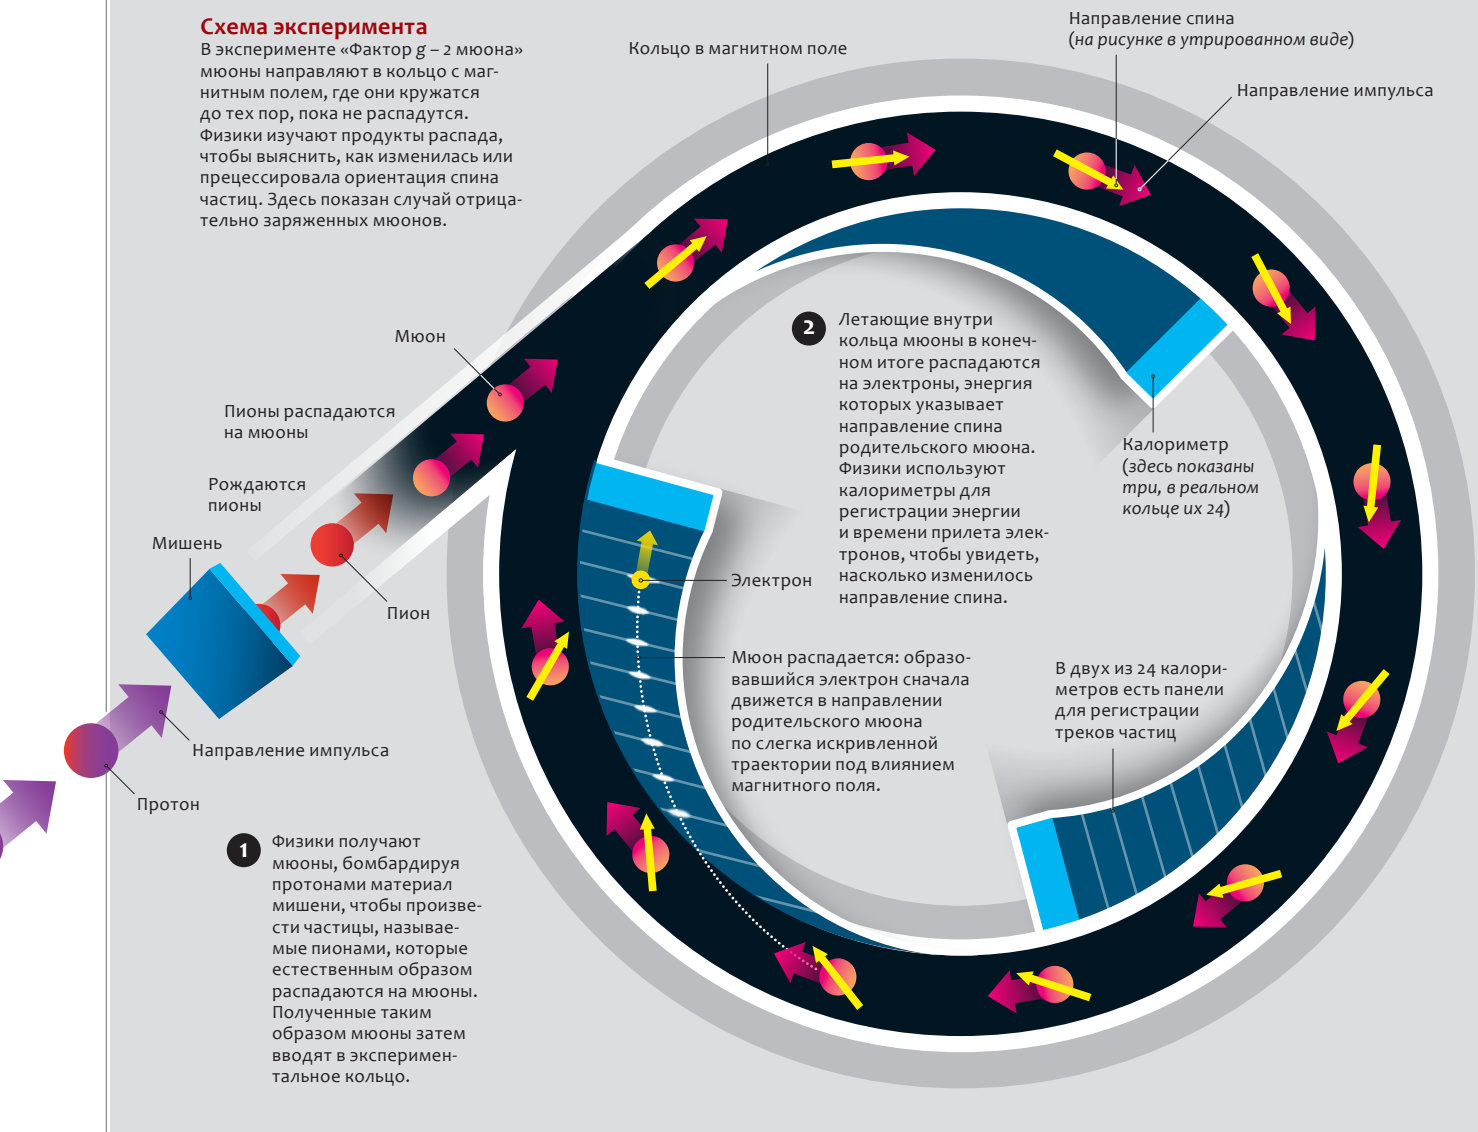 Схема эксперимента
В эксперименте «Фактор g – 2 мюона»
мюоны направляют в кольцо с маг-
нитным полем, где они кружатся
до тех пор, пока не распадутся.
Физики изучают продукты распада,
чтобы выяснить, как изменилась или
прецессировала ориентация спина
частиц. Здесь показан случай отрица-
тельно заряженных мюонов.
Кольцо в магнитном поле
Направление спина
(на рисунке в утрированном виде)
Направление импульса
Мюон
Пионы распадаются
на мюоны
Рождаются
пионы
Мишень
Пион
Направление импульса
Протон
1
Физики получают
мюоны, бомбардируя
протонами материал
мишени, чтобы произве-
сти частицы, называе-
мые пионами, которые
естественным образом
распадаются на мюоны.
Полученные таким
образом мюоны затем
вводят в эксперимен-
тальное кольцо.
2
Летающие внутри
кольца мюоны в конеч-
ном итоге распадаются
на электроны, энергия
которых указывает
направление спина
родительского мюона.
Физики используют
калориметры для
регистрации энергии
и времени прилета элек-
тронов, чтобы увидеть,
насколько изменилось
направление спина.
Калориметр
(здесь показаны
три, в реальном
кольце их 24)
Электрон
Мюон распадается: образо-
вавшийся электрон сначала
движется в направлении
родительского мюона
по слегка искривленной
траектории под влиянием
магнитного поля.
В двух из 24 калори-
метров есть панели
для регистрации
треков частиц